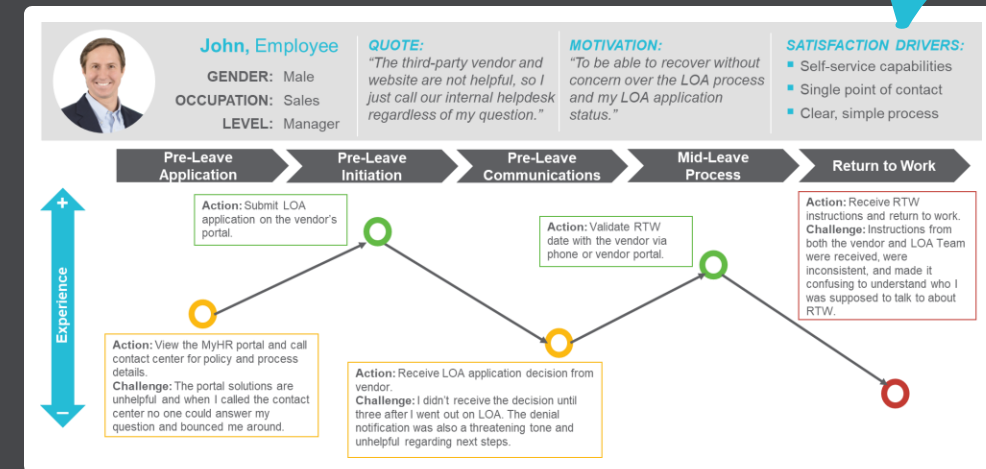 John, Employee
GENDER: Male
OCCUPATION: Sales
LEVEL: Manager
QUOTE:
“The third-party vendor and
website are not helpful, so I
just call our internal helpdesk
regardless of my question.”
MOTIVATION:
“To be able to recover without
concern over the LOA process
and my LOA application
status.”
SATISFACTION DRIVERS:
▪ Self-service capabilities
▪ Single point of contact
▪ Clear, simple process
Pre-Leave
Application
Pre-Leave
Initiation
Pre-Leave
Communications
Mid-Leave
Process
Return to Work
+
Experience
–
Action: View the MyHR portal and call
contact center for policy and process
details.
Challenge: The portal solutions are
unhelpful and when I called the contact
center no one could answer my
question and bounced me around.
Action: Submit LOA
application on the vendor’s
portal.
Action: Receive LOA application decision from
vendor.
Challenge: I didn’t receive the decision until
three after I went out on LOA. The denial
notification was also a threatening tone and
unhelpful regarding next steps.
Action: Validate RTW
date with the vendor via
phone or vendor portal.
Action: Receive RTW
instructions and return to work.
Challenge: Instructions from
both the vendor and LOA Team
were received, were
inconsistent, and made it
confusing to understand who I
was supposed to talk to about
RTW.